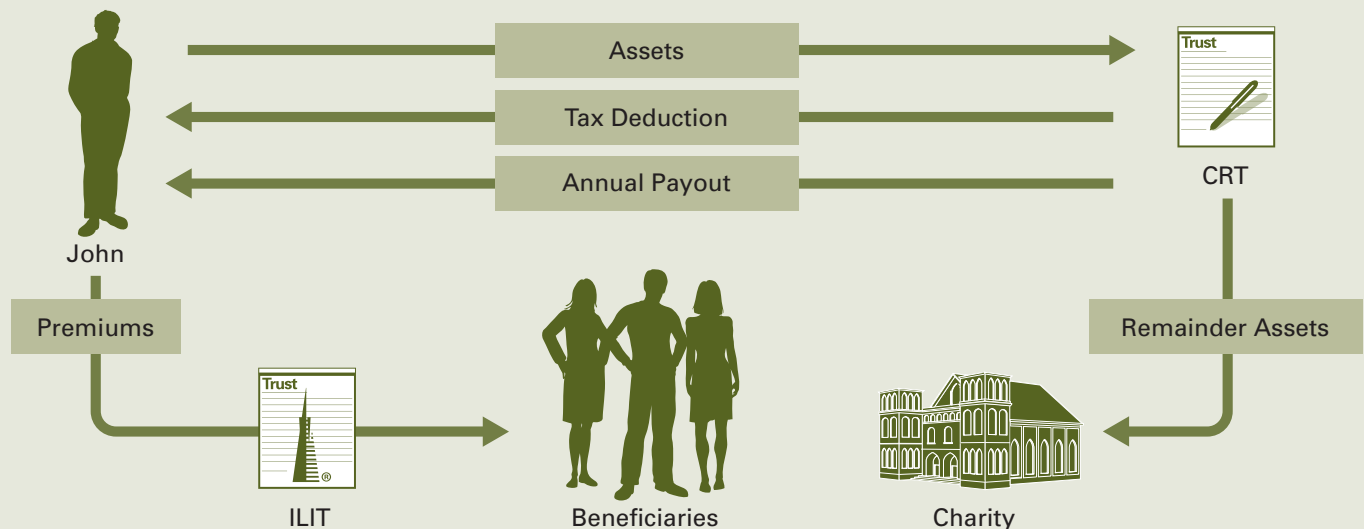 Assets
Trust
Tax Deduction
Annual Payout
CRT
John
Premiums
Remainder Assets
Trust
®
ILIT
Beneficiaries
Charity